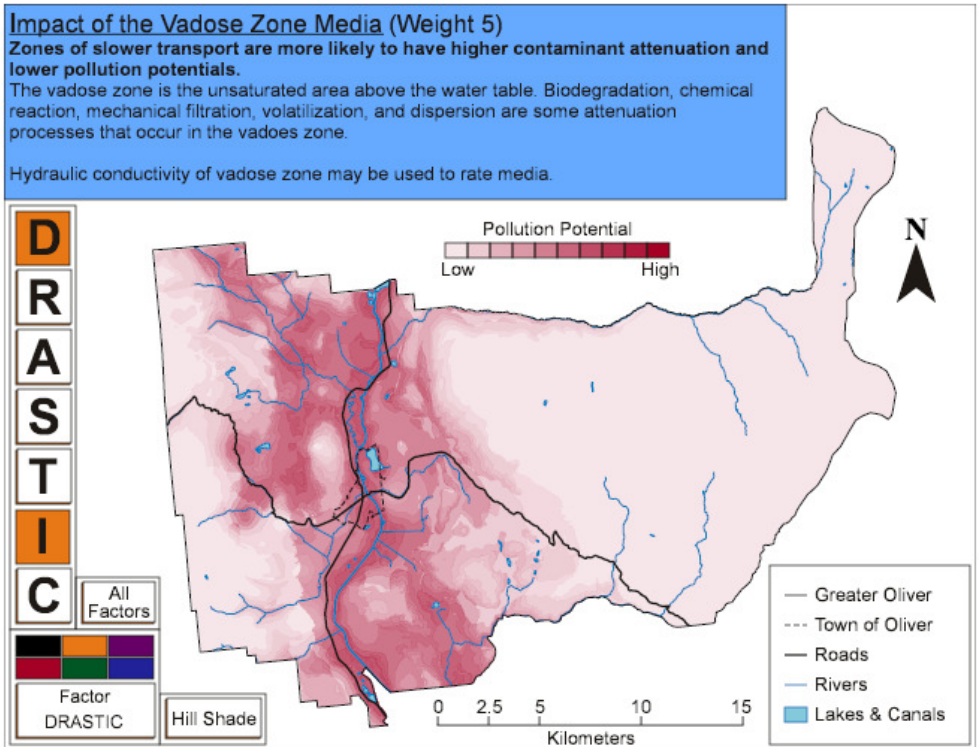 Impact of the Vadose Zone Media (Weight 5)
Zones of slower transport are more likely to have higher contaminant attenuation and
lower pollution potentials.
The vadose zone is the unsaturated area above the water table. Biodegradation, chemical
reaction, mechanical filtration, volatilization, and dispersion are some attenuation
processes that occur in the vadoes zone.
Hydraulic conductivity of vadose zone may be used to rate media.
D
R
A
S
T
I
C
All
Factors
Factor
DRASTIC
Hill Shade
Pollution Potential
Low High
N
Greater Oliver
Town of Oliver
Roads
Rivers
Lakes & Canals
0 2.5 5 10 15
Kilometers